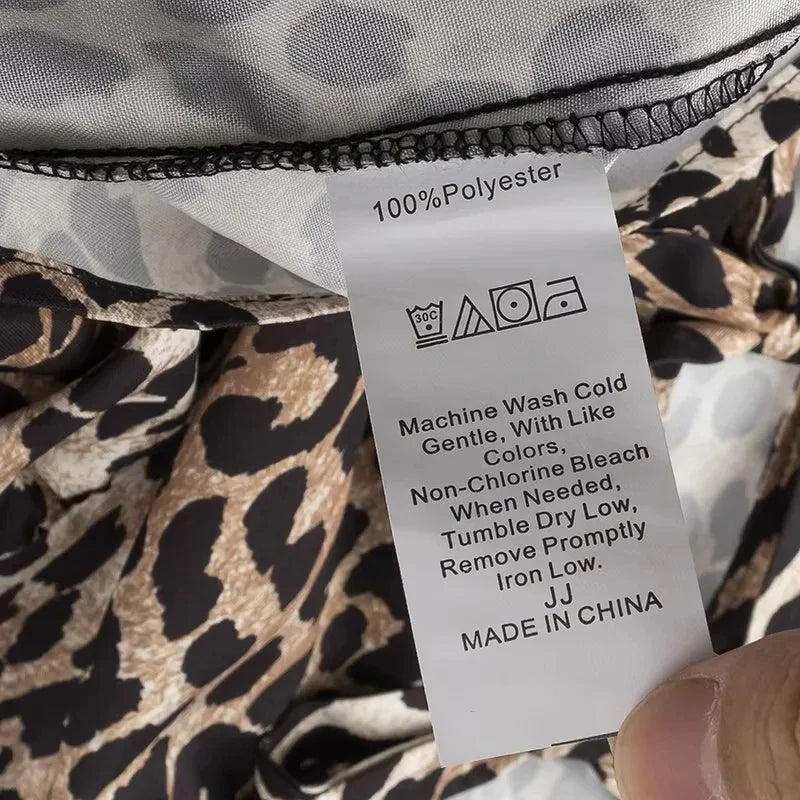 100%Polyester
30C
Machine Wash Cold
Gentle, With Like
Colors,
Non-Chlorine Bleach
When Needed,
Tumble Dry Low,
Remove Promptly
Iron Low.
JJ
MADE IN CHINA